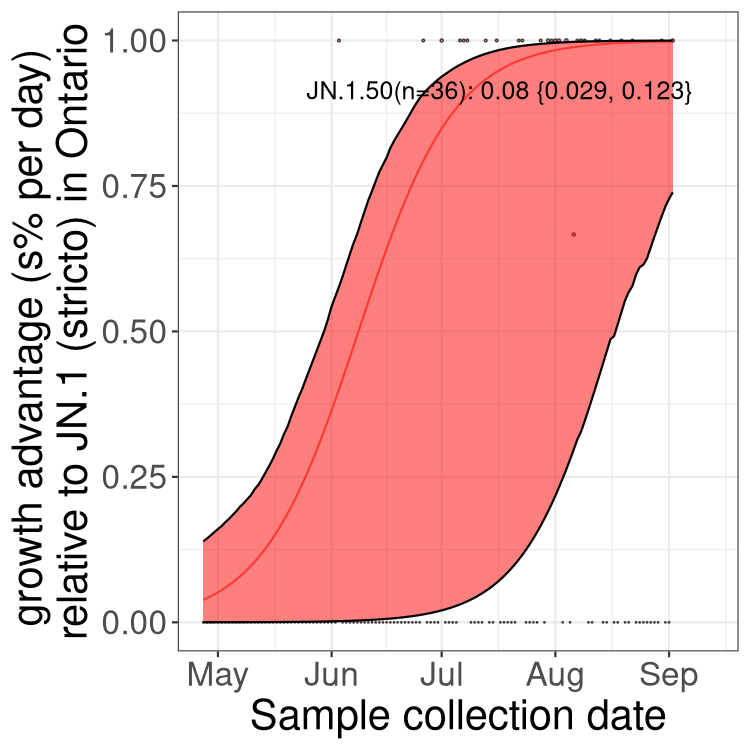 growth advantage (s% per day)
relative to JN.1 (stricto) in Ontario
1.00
0.75
0.50
0.25
0.00
JN.1.50(n=36): 0.08 {0.029, 0.123}
May Jun Jul Aug Sep
Sample collection date